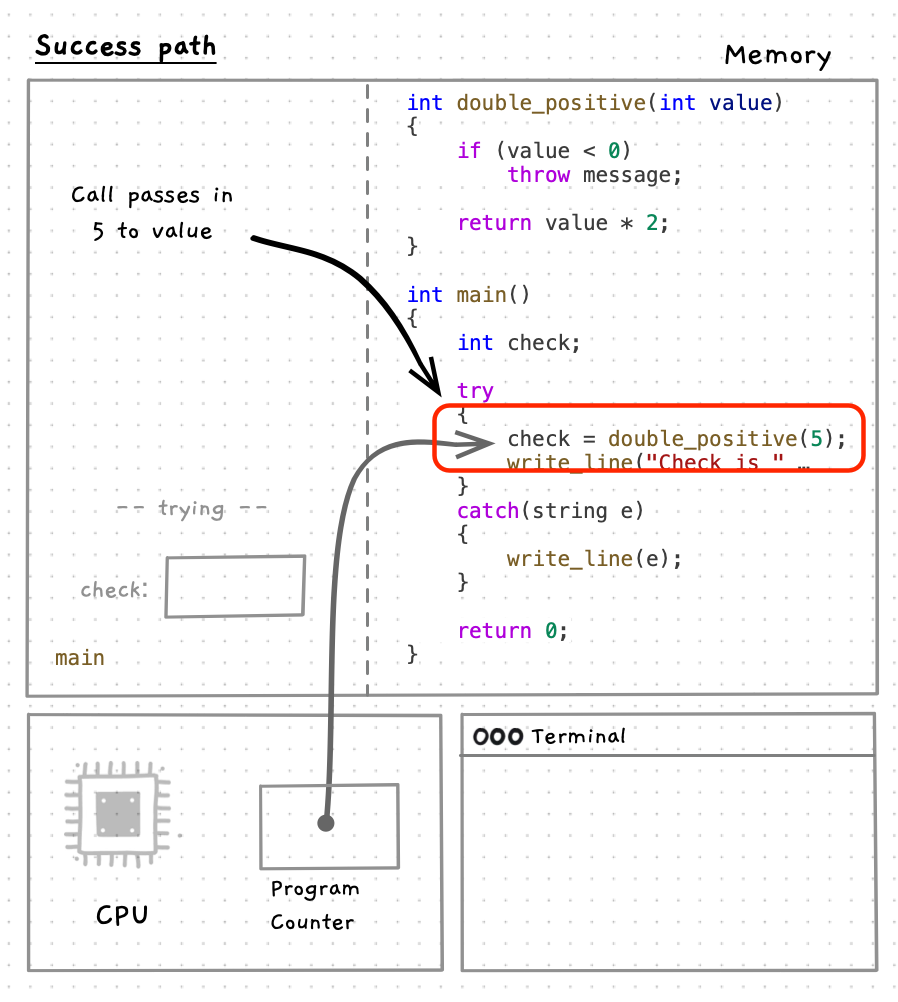 Success path
Memory
Call passes in
5 to value
-- trying --
check:
main
int double_positive(int value)
{
    if (value < 0)
        throw message;
    return value * 2;
}
int main()
{
    int check;
    try
    {
        check = double_positive(5);
        write_line("Check is " …
    }
    catch(string e)
    {
        write_line(e);
    }
    return 0;
}
CPU
Program
Counter
Terminal